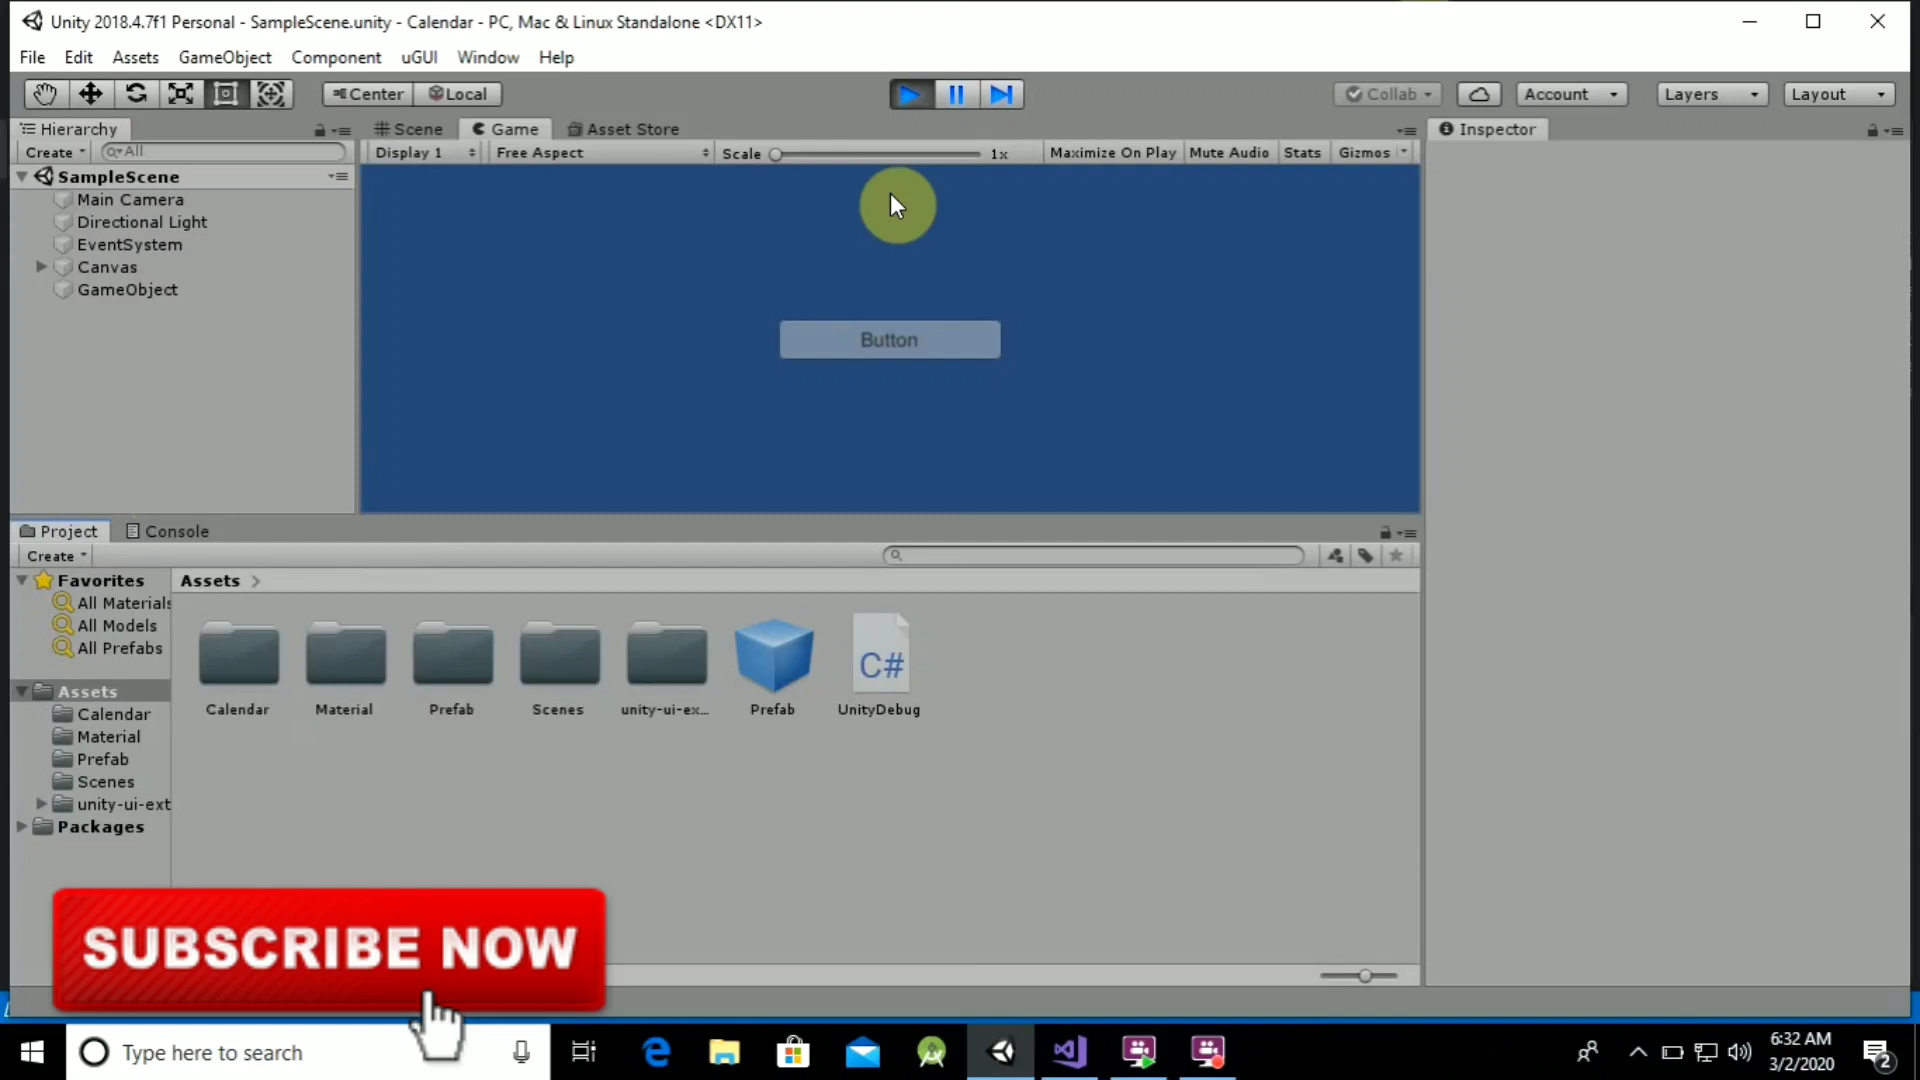 Unity 2018.4.7f1 Personal - SampleScene.unity - Calendar - PC, Mac & Linux Standalone <DX11>
File Edit Assets GameObject Component uGUI Window Help
Center Local Collab Account Layers Layout
Hierarchy Scene Game Asset Store Inspector
Create All Display 1 Free Aspect Scale 1x Maximize On Play Mute Audio Stats Gizmos
SampleScene
Main Camera
Directional Light
EventSystem
Canvas
GameObject
Button
Project Console
Create
Favorites
All Materials
All Models
All Prefabs
Assets
Calendar
Material
Prefab
Scenes
unity-ui-ext
Packages
Assets
C#
Calendar Material Prefab Scenes unity-ui-ex... Prefab UnityDebug
SUBSCRIBE NOW
Type here to search
6:32 AM
3/2/2020
2